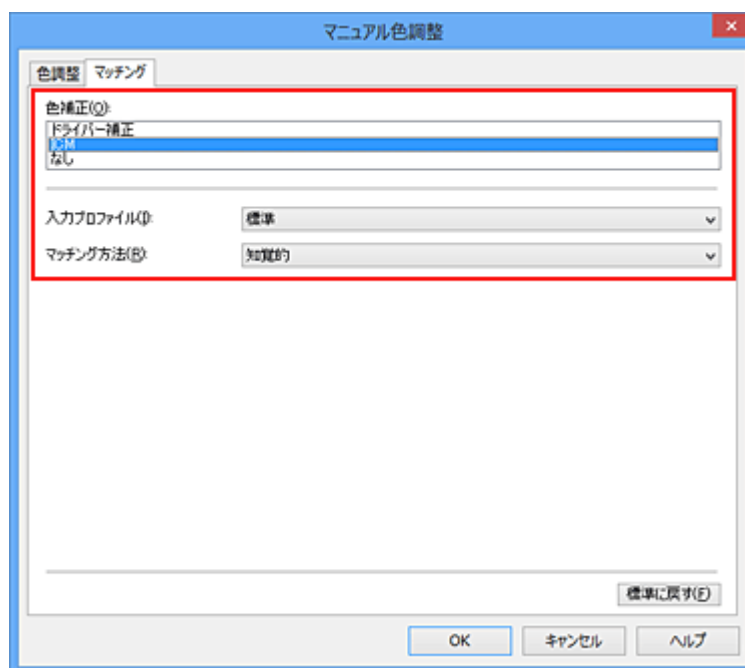 マニュアル色調整
色調整 マッチング
色補正(O):
ドライバー補正
ICM
なし
入力プロファイル(I): 標準
マッチング方法(R): 知覚的
標準に戻す(F)
OK キャンセル ヘルプ